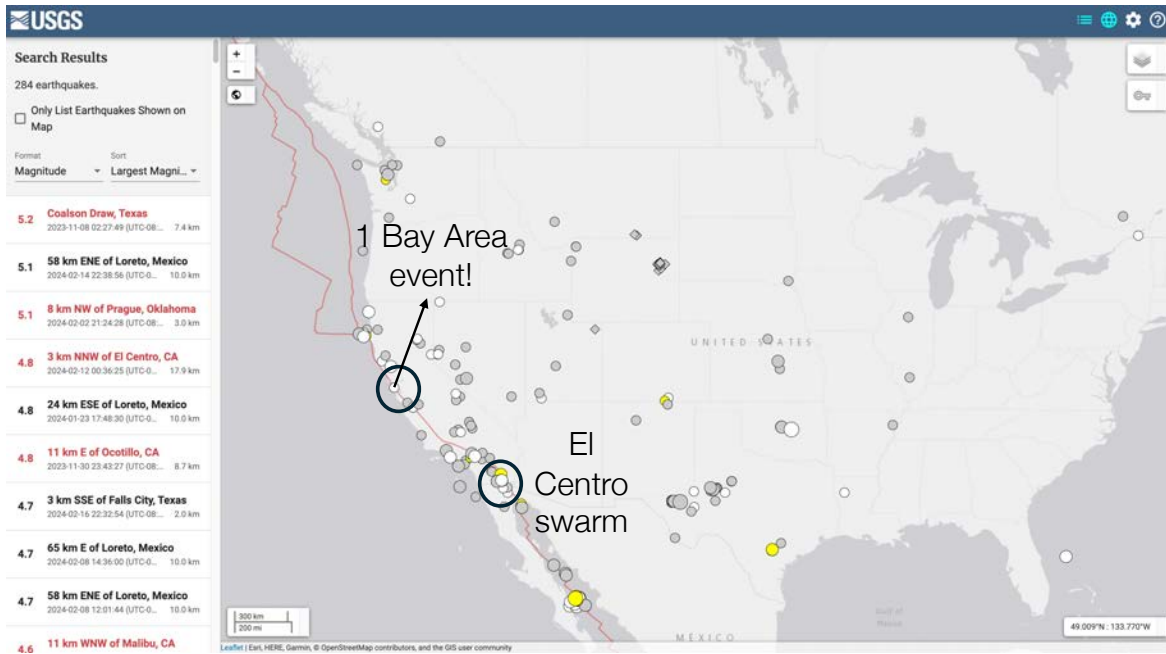 USGS
Search Results
284 earthquakes.
Only List Earthquakes Shown on
Map
Format
Sort
Magnitude
Largest Magni...
5.2
Coalson Draw, Texas
2023-11-08 02:27:49 (UTC-08:...
7.4 km
5.1
58 km ENE of Loreto, Mexico
2024-02-14 22:38:56 (UTC-0...
10.0 km
5.1
8 km NW of Prague, Oklahoma
2024-02-02 21:24:28 (UTC-08:...
3.0 km
4.8
3 km NNW of El Centro, CA
2024-02-12 00:36:25 (UTC-0...
17.9 km
4.8
24 km ESE of Loreto, Mexico
2024-01-23 17:48:30 (UTC-0...
10.0 km
4.8
11 km E of Ocotillo, CA
2023-11-30 23:43:27 (UTC-08:...
8.7 km
4.7
3 km SSE of Falls City, Texas
2024-02-16 22:32:54 (UTC-08:...
2.0 km
4.7
65 km E of Loreto, Mexico
2024-02-08 14:36:00 (UTC-0...
10.0 km
4.7
58 km ENE of Loreto, Mexico
2024-02-08 12:01:44 (UTC-0...
10.0 km
4.6
11 km WNW of Malibu, CA
+
−
1 Bay Area
event!
UNITED STATES
El
Centro
swarm
MÉXICO
Gulf of
300 km
200 mi
49.009°N : 133.770°W
Leaflet | Esri, HERE, Garmin, © OpenStreetMap contributors, and the GIS user community